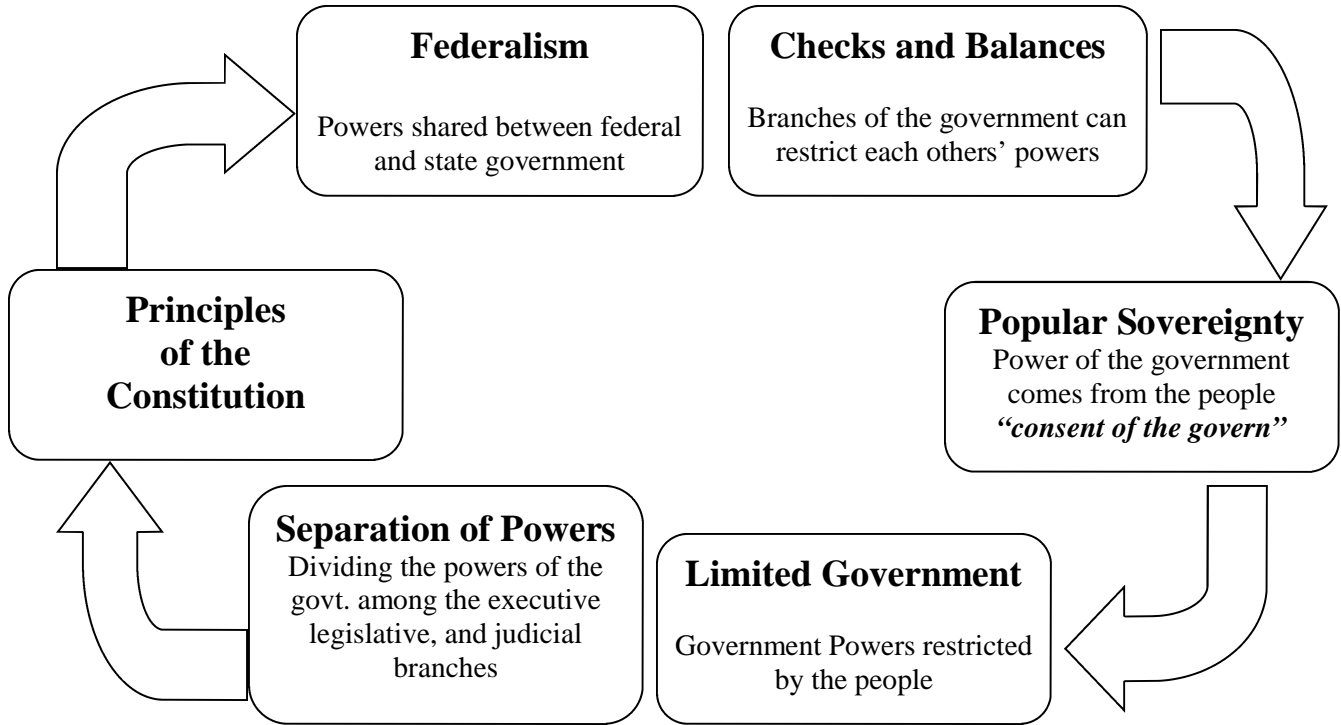 Federalism
Powers shared between federal
and state government
Checks and Balances
Branches of the government can
restrict each others’ powers
Popular Sovereignty
Power of the government
comes from the people
“consent of the govern”
Limited Government
Government Powers restricted
by the people
Separation of Powers
Dividing the powers of the
govt. among the executive
legislative, and judicial
branches
Principles
of the
Constitution